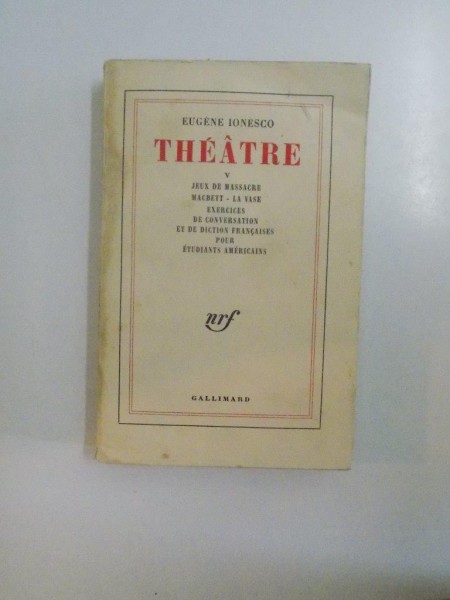 EUGÈNE IONESCO
THÉÂTRE
V
JEUX DE MASSACRE
MACBETT - LA VASE
EXERCICES
DE CONVERSATION
ET DE DICTION FRANÇAISES
POUR
ÉTUDIANTS AMÉRICAINS
nrf
GALLIMARD